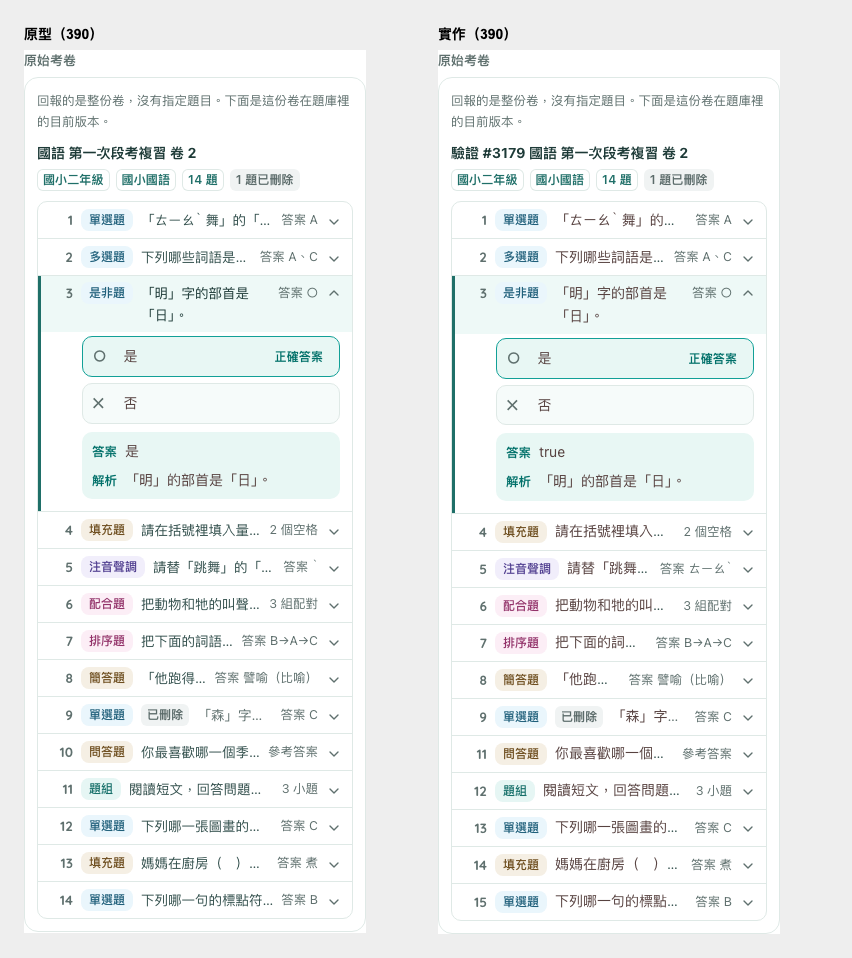 原型（390）
原始考卷
回報的是整份卷，沒有指定題目。下面是這份卷在題庫裡
的目前版本。
國語 第一次段考複習 卷 2
國小二年級 國小國語 14 題 1 題已刪除
1 單選題 「ㄊㄧㄠˋ 舞」的「... 答案 A
2 多選題 下列哪些詞語是... 答案 A、C
3 是非題 「明」字的部首是 答案 ○
「日」。
○ 是 正確答案
× 否
答案 是
解析 「明」的部首是「日」。
4 填充題 請在括號裡填入量... 2 個空格
5 注音聲調 請替「跳舞」的「... 答案 ˋ
6 配合題 把動物和牠的叫聲... 3 組配對
7 排序題 把下面的詞語... 答案 B→A→C
8 簡答題 「他跑得... 答案 譬喻（比喻）
9 單選題 已刪除 「森」字... 答案 C
10 問答題 你最喜歡哪一個季... 參考答案
11 題組 閱讀短文，回答問題... 3 小題
12 單選題 下列哪一張圖畫的... 答案 C
13 填充題 媽媽在廚房（　）... 答案 煮
14 單選題 下列哪一句的標點符... 答案 B
實作（390）
原始考卷
回報的是整份卷，沒有指定題目。下面是這份卷在題庫裡
的目前版本。
驗證 #3179 國語 第一次段考複習 卷 2
國小二年級 國小國語 14 題 1 題已刪除
1 單選題 「ㄊㄧㄠˋ 舞」的... 答案 A
2 多選題 下列哪些詞語是... 答案 A、C
3 是非題 「明」字的部首是 答案 ○
「日」。
○ 是 正確答案
× 否
答案 true
解析 「明」的部首是「日」。
4 填充題 請在括號裡填入... 2 個空格
5 注音聲調 請替「跳舞... 答案 ㄊㄧㄠˋ
6 配合題 把動物和牠的叫... 3 組配對
7 排序題 把下面的詞... 答案 B→A→C
8 簡答題 「他跑... 答案 譬喻（比喻）
9 單選題 已刪除 「森」字... 答案 C
11 問答題 你最喜歡哪一個... 參考答案
12 題組 閱讀短文，回答問題... 3 小題
13 單選題 下列哪一張圖畫的... 答案 C
14 填充題 媽媽在廚房（　）... 答案 煮
15 單選題 下列哪一句的標點... 答案 B